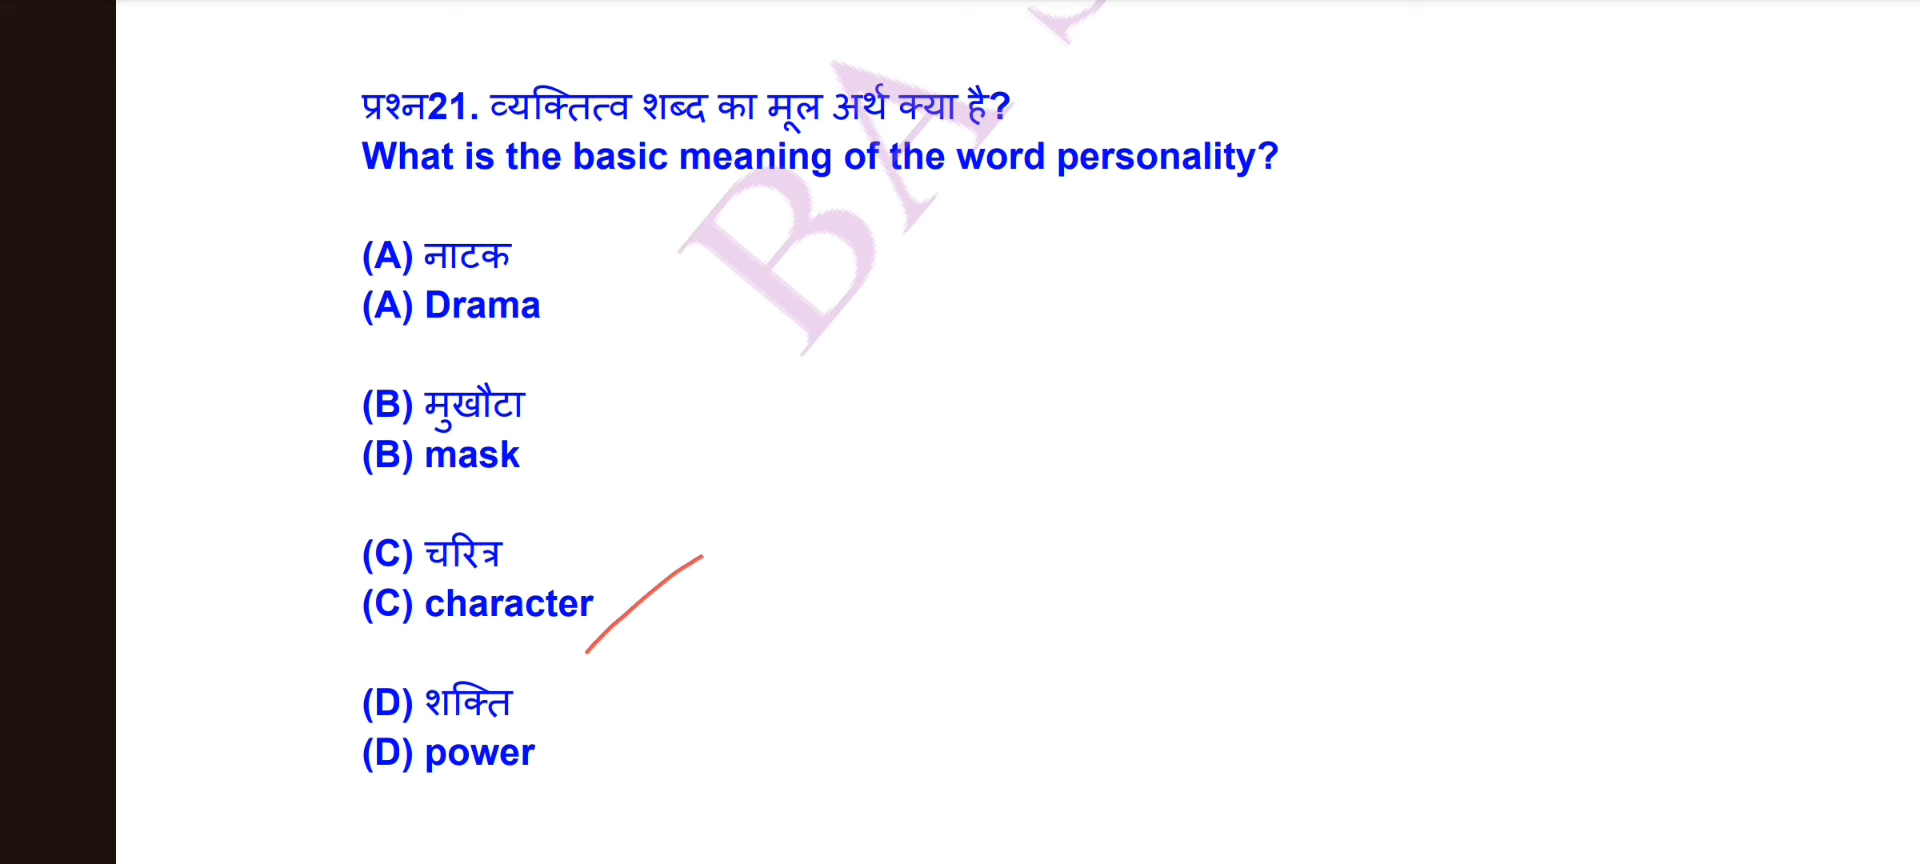 प्रश्न21. व्यक्तित्व शब्द का मूल अर्थ क्या है?
What is the basic meaning of the word personality?
(A) नाटक
(A) Drama
(B) मुखौटा
(B) mask
(C) चरित्र
(C) character
(D) शक्ति
(D) power
BA